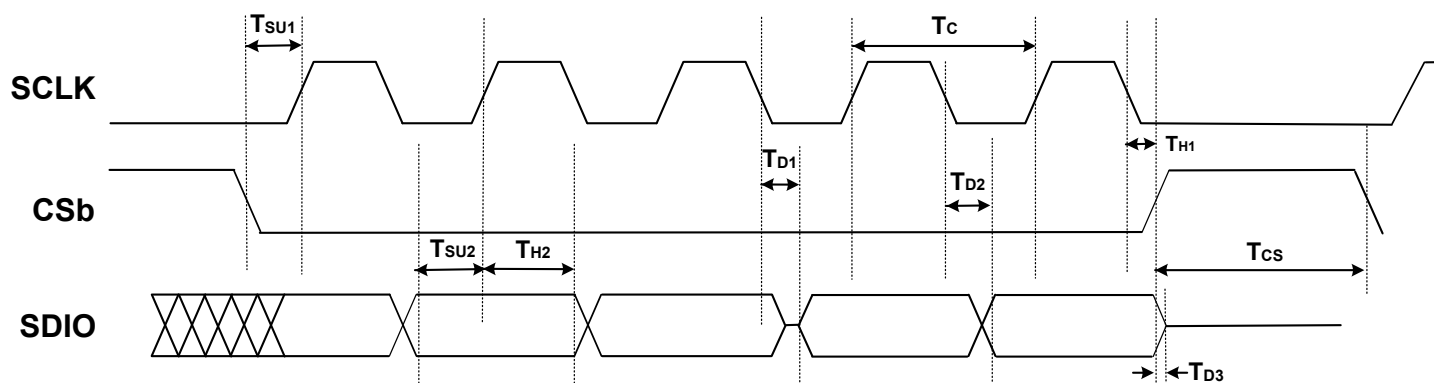 TSU1
TC
SCLK
TH1
TD1
TD2
CSb
TSU2
TH2
TCS
SDIO
TD3